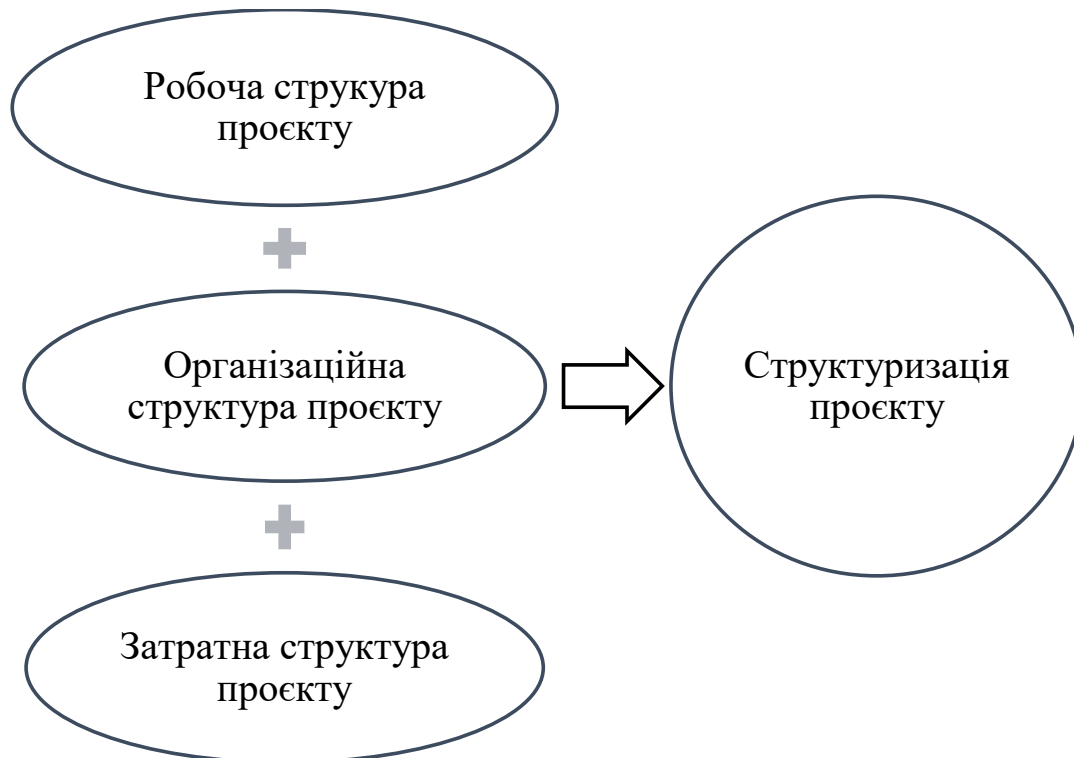 Робоча струкура
проєкту
Організаційна
структура проєкту
Затратна структура
проєкту
Структуризація
проєкту